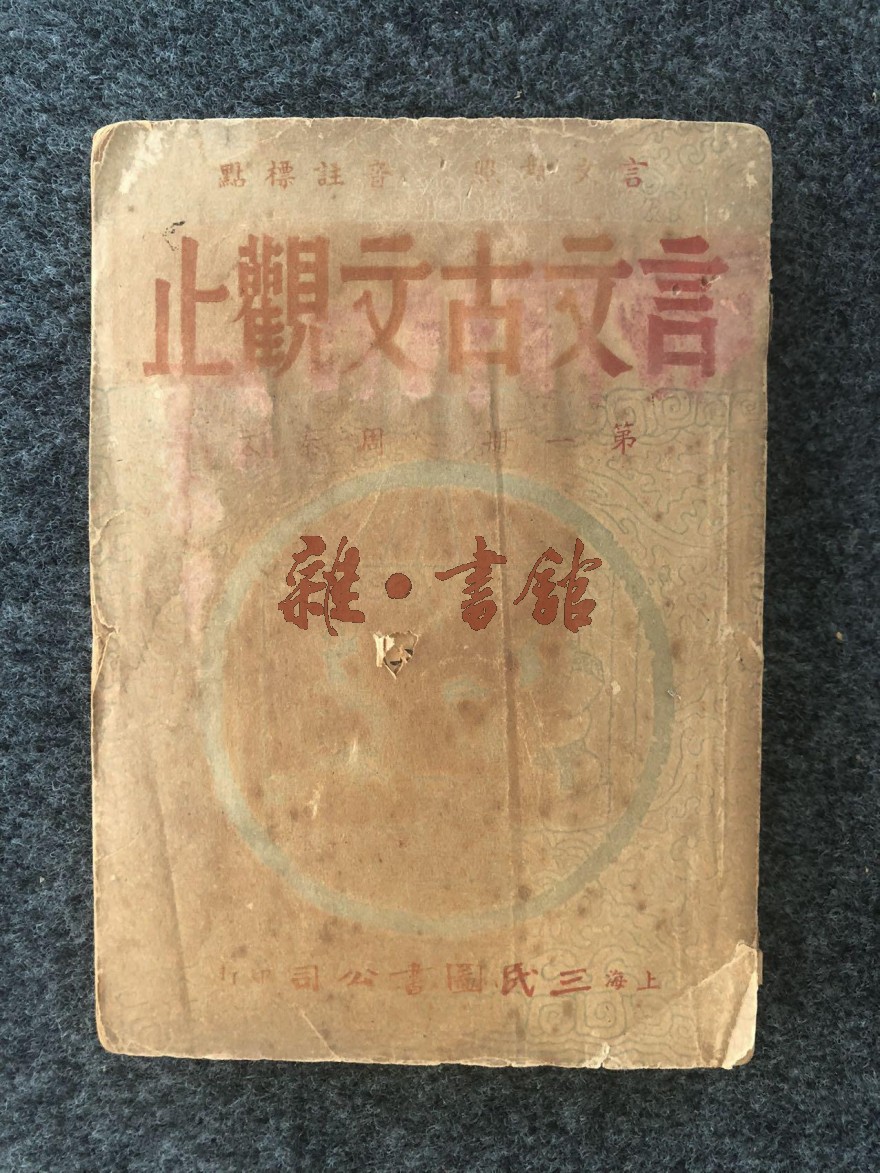 言文對照 音註標點
言文古文觀止
第一冊 周秦文
雜·書館
上海三民圖書公司印行